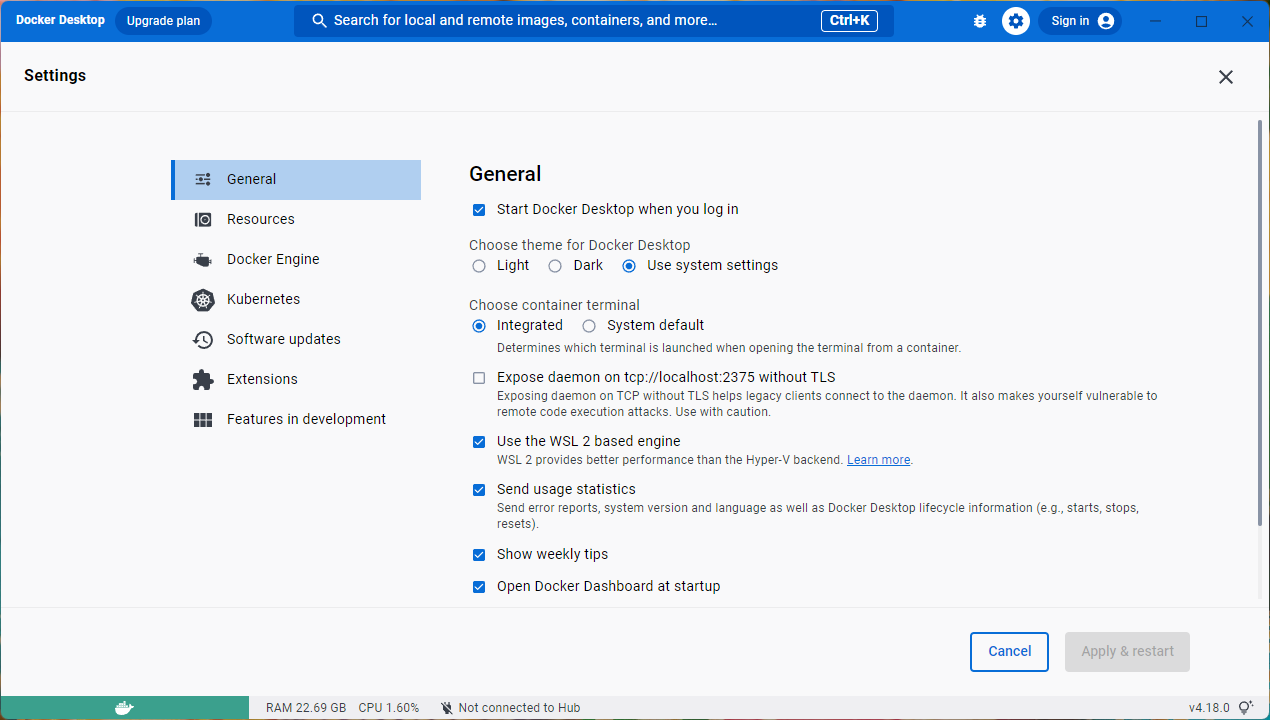 Docker Desktop
Upgrade plan
Search for local and remote images, containers, and more...
Ctrl+K
Sign in
Settings
General
Resources
Docker Engine
Kubernetes
Software updates
Extensions
Features in development
General
Start Docker Desktop when you log in
Choose theme for Docker Desktop
Light Dark Use system settings
Choose container terminal
Integrated System default
Determines which terminal is launched when opening the terminal from a container.
Expose daemon on tcp://localhost:2375 without TLS
Exposing daemon on TCP without TLS helps legacy clients connect to the daemon. It also makes yourself vulnerable to
remote code execution attacks. Use with caution.
Use the WSL 2 based engine
WSL 2 provides better performance than the Hyper-V backend. Learn more.
Send usage statistics
Send error reports, system version and language as well as Docker Desktop lifecycle information (e.g., starts, stops,
resets).
Show weekly tips
Open Docker Dashboard at startup
Cancel
Apply & restart
RAM 22.69 GB CPU 1.60% Not connected to Hub
v4.18.0